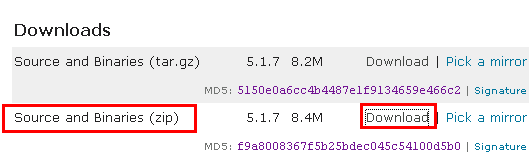 Downloads
Source and Binaries (tar.gz) 5.1.7 8.2M Download | Pick a mirror
MD5: 5150e0a6cc4b4487e1f9134659e466c2 | Signature
Source and Binaries (zip) 5.1.7 8.4M Download | Pick a mirror
MD5: f9a8008367f5b25bdec045c54100d5b0 | Signature